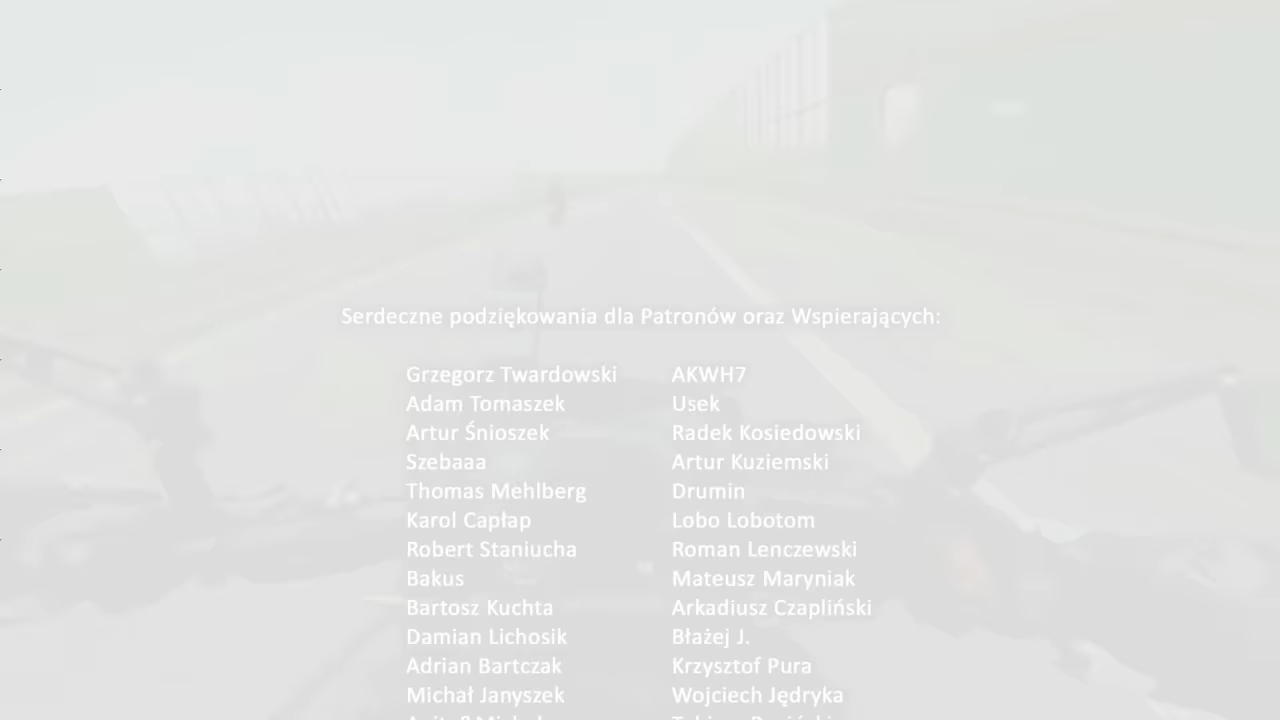 Serdeczne podziękowania dla Patronów oraz Wspierających:
Grzegorz Twardowski AKWH7
Adam Tomaszek Usek
Artur Śnioszek Radek Kosiedowski
Szebaaa Artur Kuziemski
Thomas Mehlberg Drumin
Karol Capłap Lobo Lobotom
Robert Staniucha Roman Lenczewski
Bakus Mateusz Maryniak
Bartosz Kuchta Arkadiusz Czapliński
Damian Lichosik Błażej J.
Adrian Bartczak Krzysztof Pura
Michał Janyszek Wojciech Jędryka